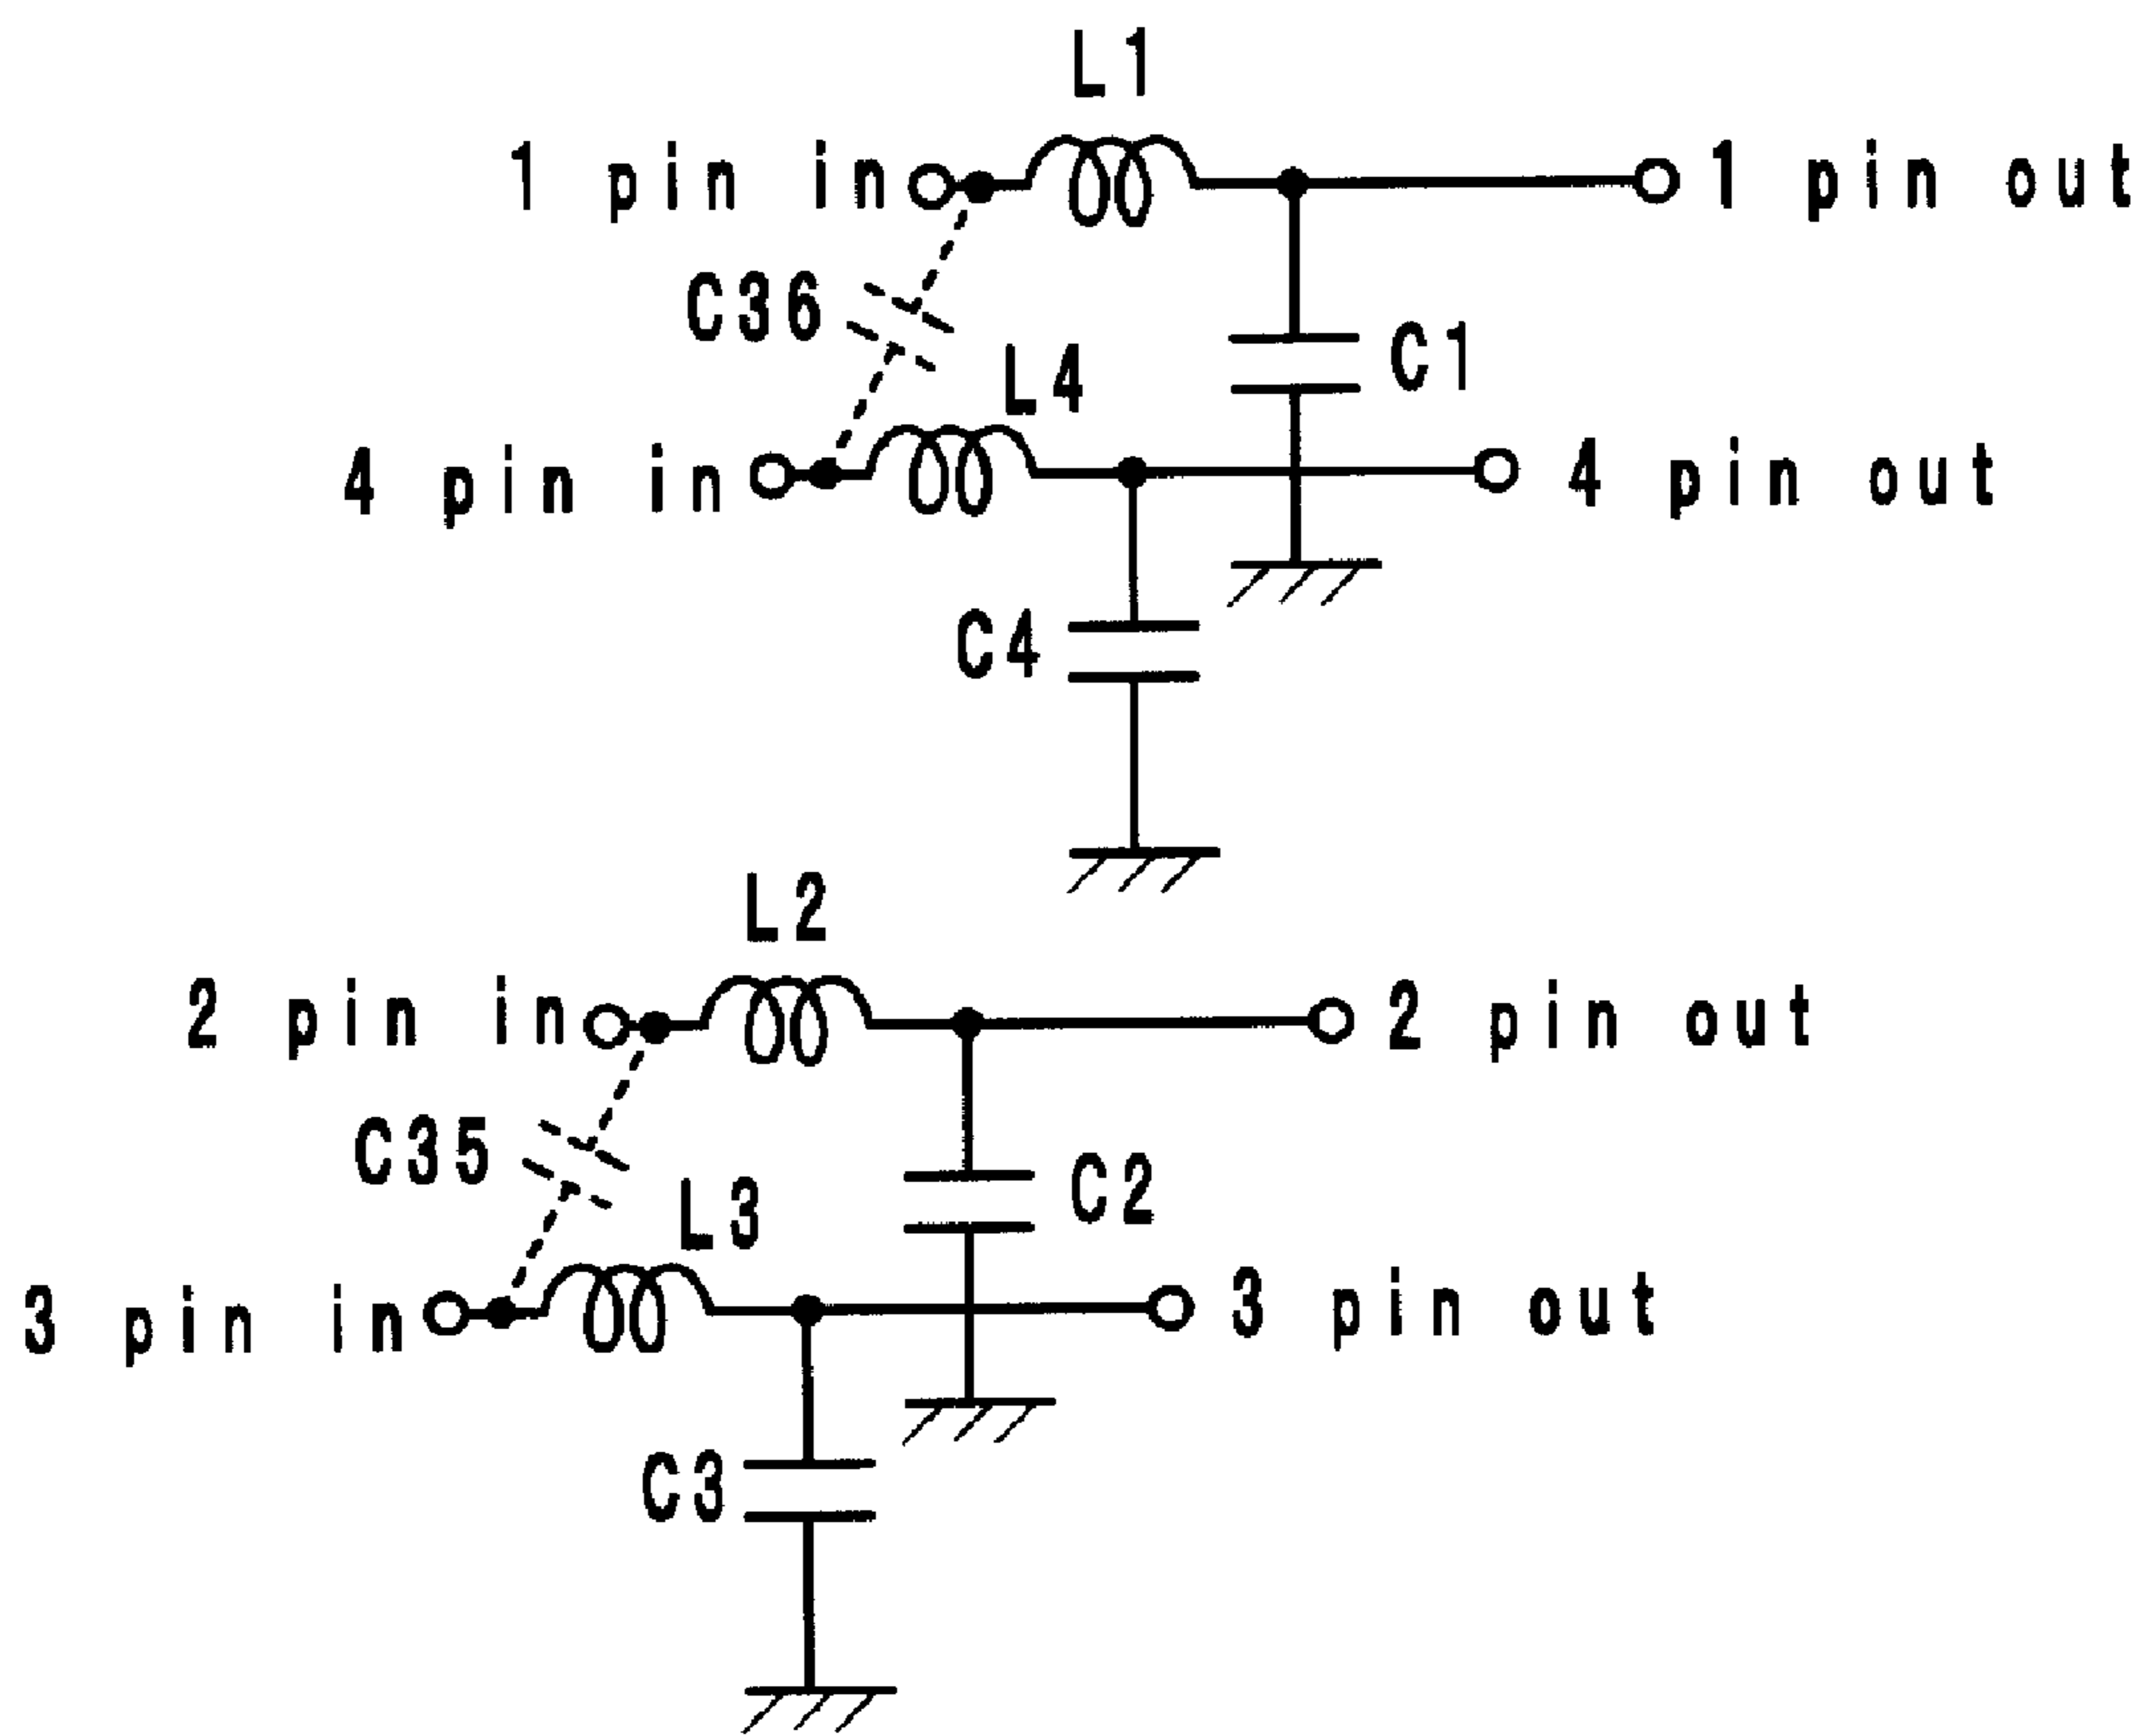 L1
1 pin in
1 pin out
C36
C1
L4
4 pin in
4 pin out
C4
L2
2 pin in
2 pin out
C35
C2
L3
3 pin in
3 pin out
C3